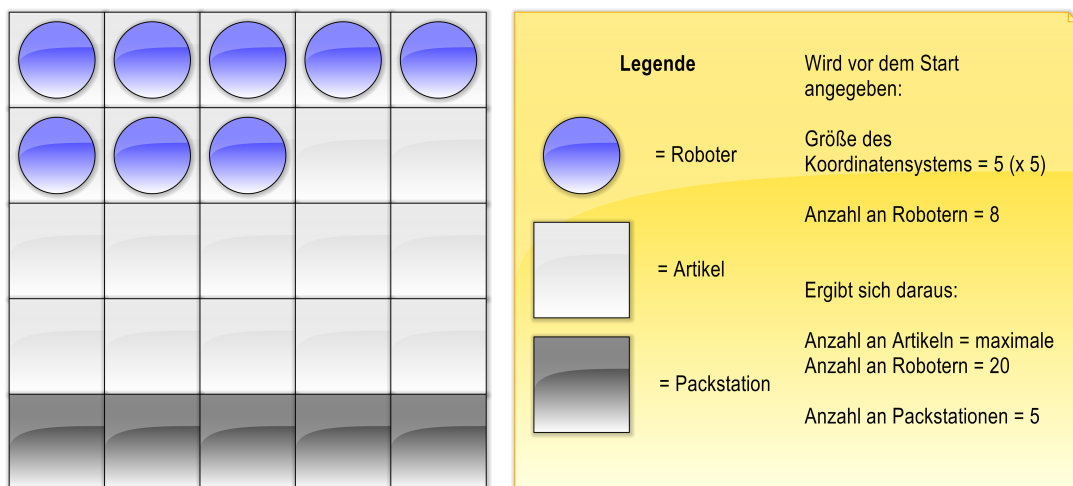 Legende
= Roboter
= Artikel
= Packstation
Wird vor dem Start
angegeben:
Größe des
Koordinatensystems = 5 (x 5)
Anzahl an Robotern = 8
Ergibt sich daraus:
Anzahl an Artikeln = maximale
Anzahl an Robotern = 20
Anzahl an Packstationen = 5